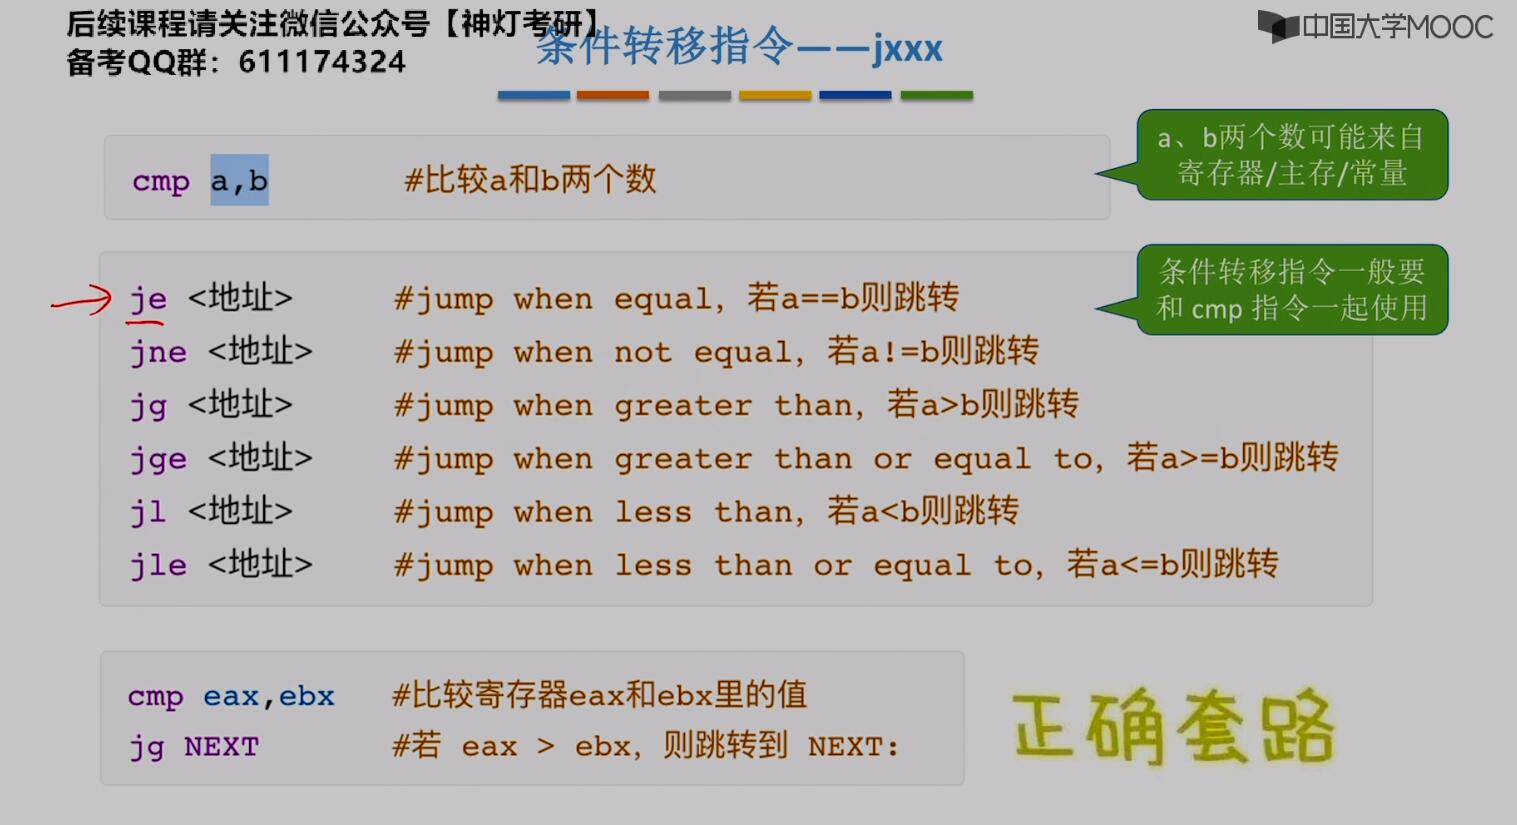 后续课程请关注微信公众号【神灯考研】
备考QQ群：611174324
中国大学MOOC
条件转移指令——jxxx
cmp a,b #比较a和b两个数
a、b两个数可能来自
寄存器/主存/常量
je <地址> #jump when equal，若a==b则跳转
jne <地址> #jump when not equal，若a!=b则跳转
jg <地址> #jump when greater than，若a>b则跳转
jge <地址> #jump when greater than or equal to，若a>=b则跳转
jl <地址> #jump when less than，若a<b则跳转
jle <地址> #jump when less than or equal to，若a<=b则跳转
条件转移指令一般要
和 cmp 指令一起使用
cmp eax,ebx #比较寄存器eax和ebx里的值
jg NEXT #若 eax > ebx，则跳转到 NEXT:
正确套路